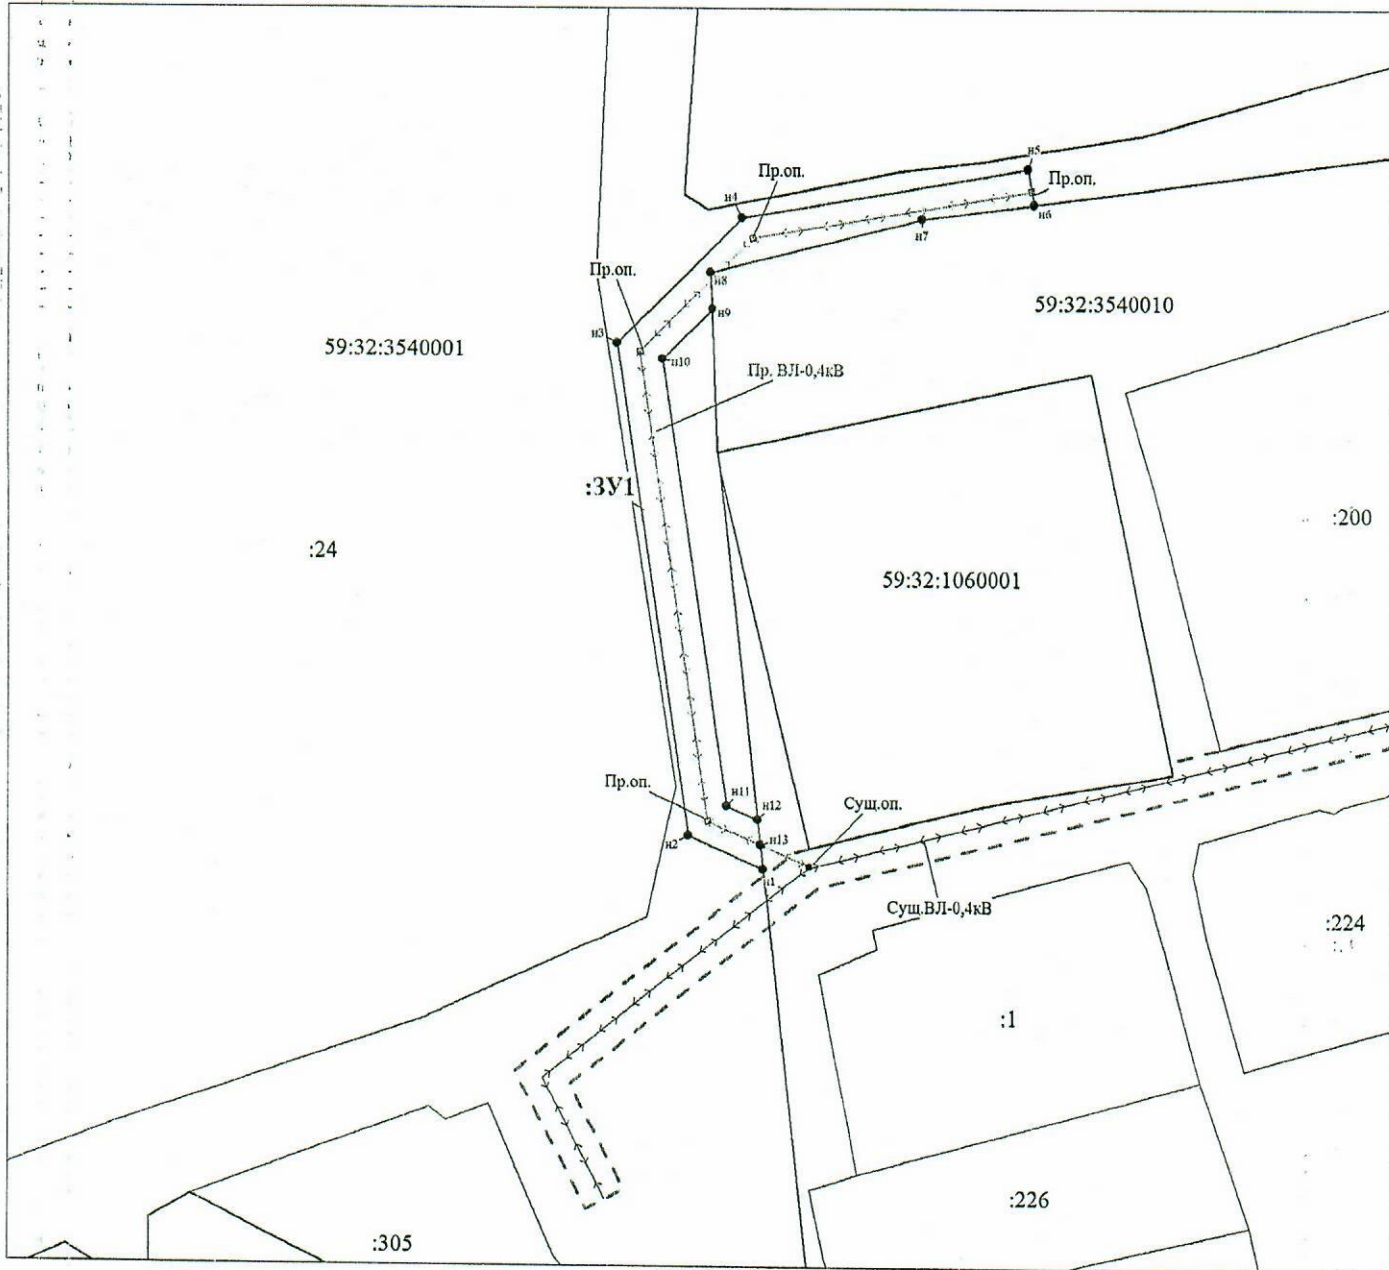 н5
Пр.оп.
Пр.оп.
н4
н6
н7
Пр.оп.
н8
59:32:3540010
н9
н3
59:32:3540001
н10
Пр. ВЛ-0,4кВ
:ЗУ1
:200
:24
59:32:1060001
Пр.оп.
н11
Сущ.оп.
н12
н13
н2
н1
Сущ.ВЛ-0,4кВ
:224
:1
:226
:305